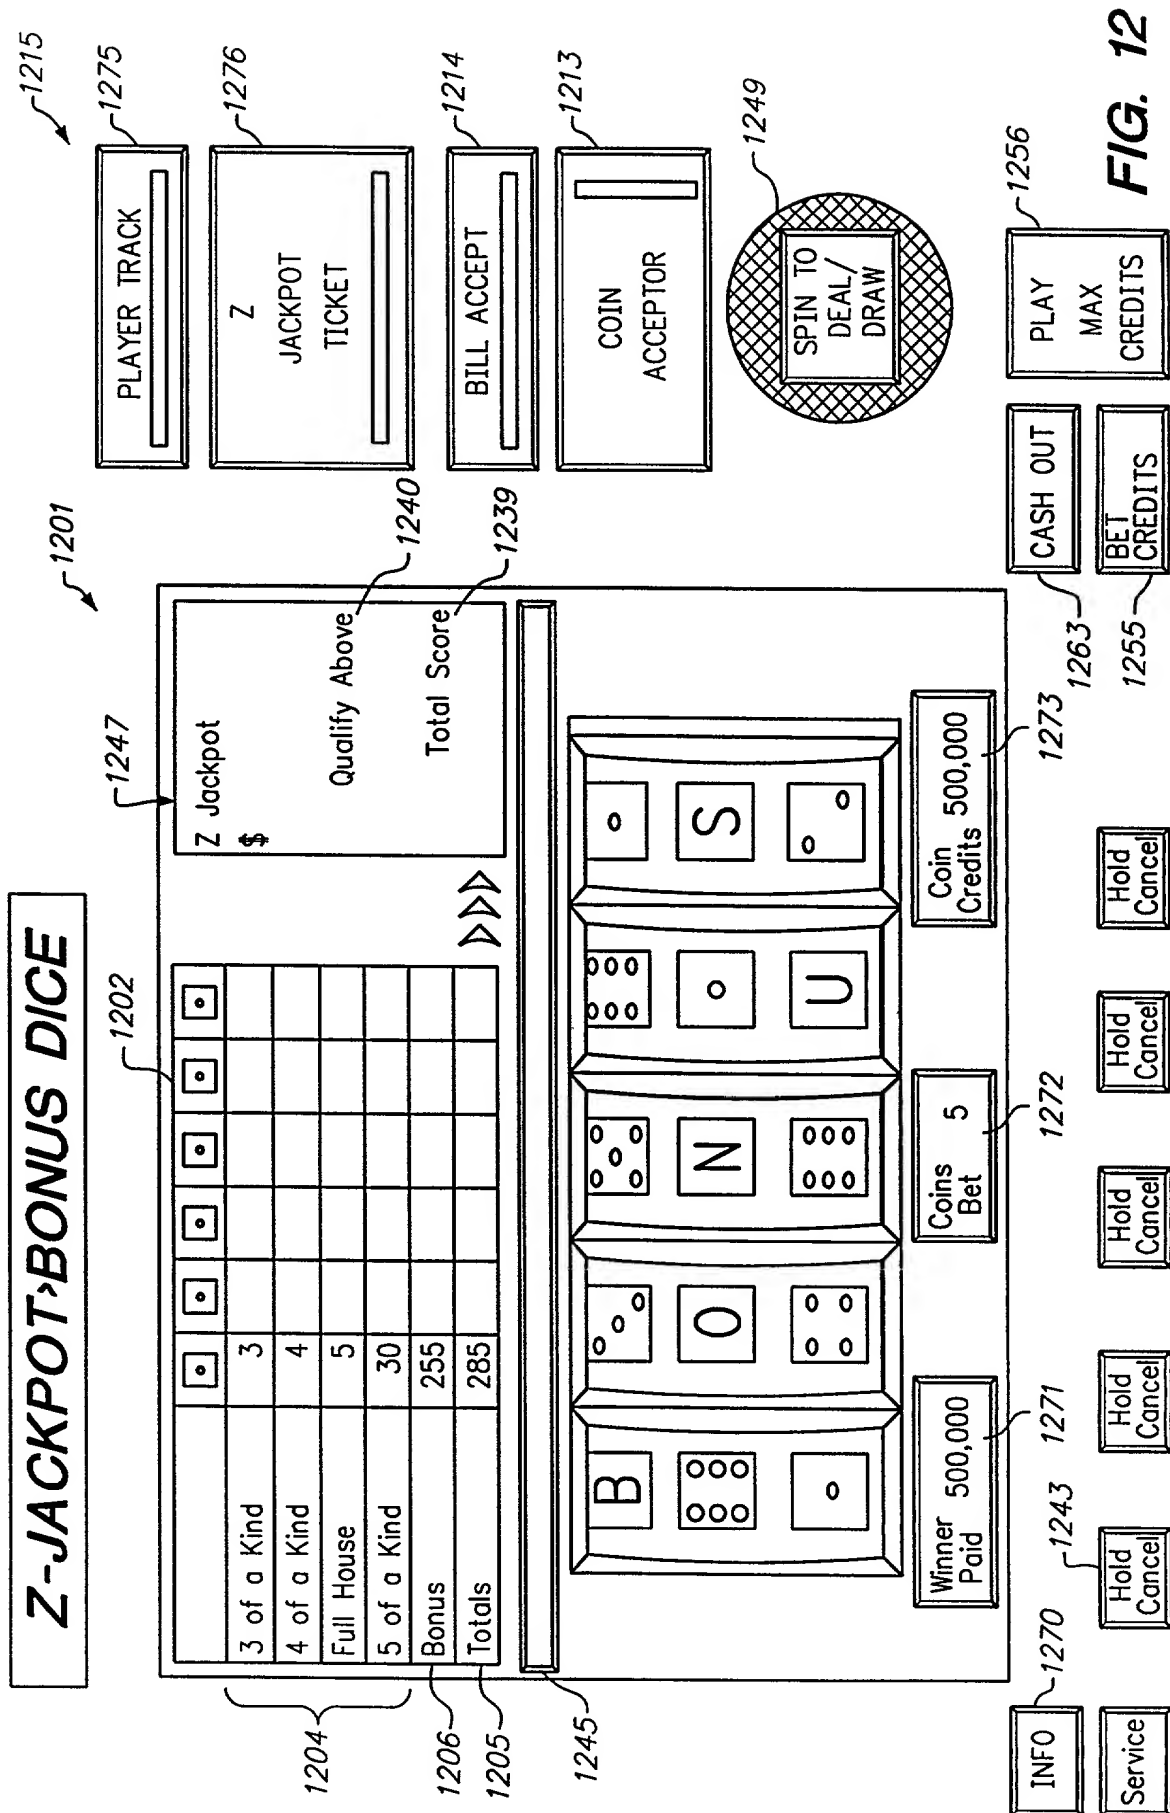 Z-JACKPOT>BONUS DICE
1202
1247
1201
1215
Z Jackpot
$
Qualify Above
1240
Total Score
1239
3 of a Kind 3
4 of a Kind 4
Full House 5
5 of a Kind 30
Bonus 255
Totals 285
1204
1206
1205
1245
B
O
N
S
U
Winner Paid 500,000
1271
Coins Bet 5
1272
Coin Credits 500,000
1273
PLAYER TRACK
1275
Z
JACKPOT
TICKET
1276
BILL ACCEPT
1214
COIN
ACCEPTOR
1213
SPIN TO
DEAL/
DRAW
1249
CASH OUT
1263
BET
CREDITS
1255
PLAY
MAX
CREDITS
1256
INFO
1270
Service
Hold
Cancel
1243
Hold
Cancel
Hold
Cancel
Hold
Cancel
Hold
Cancel
FIG. 12